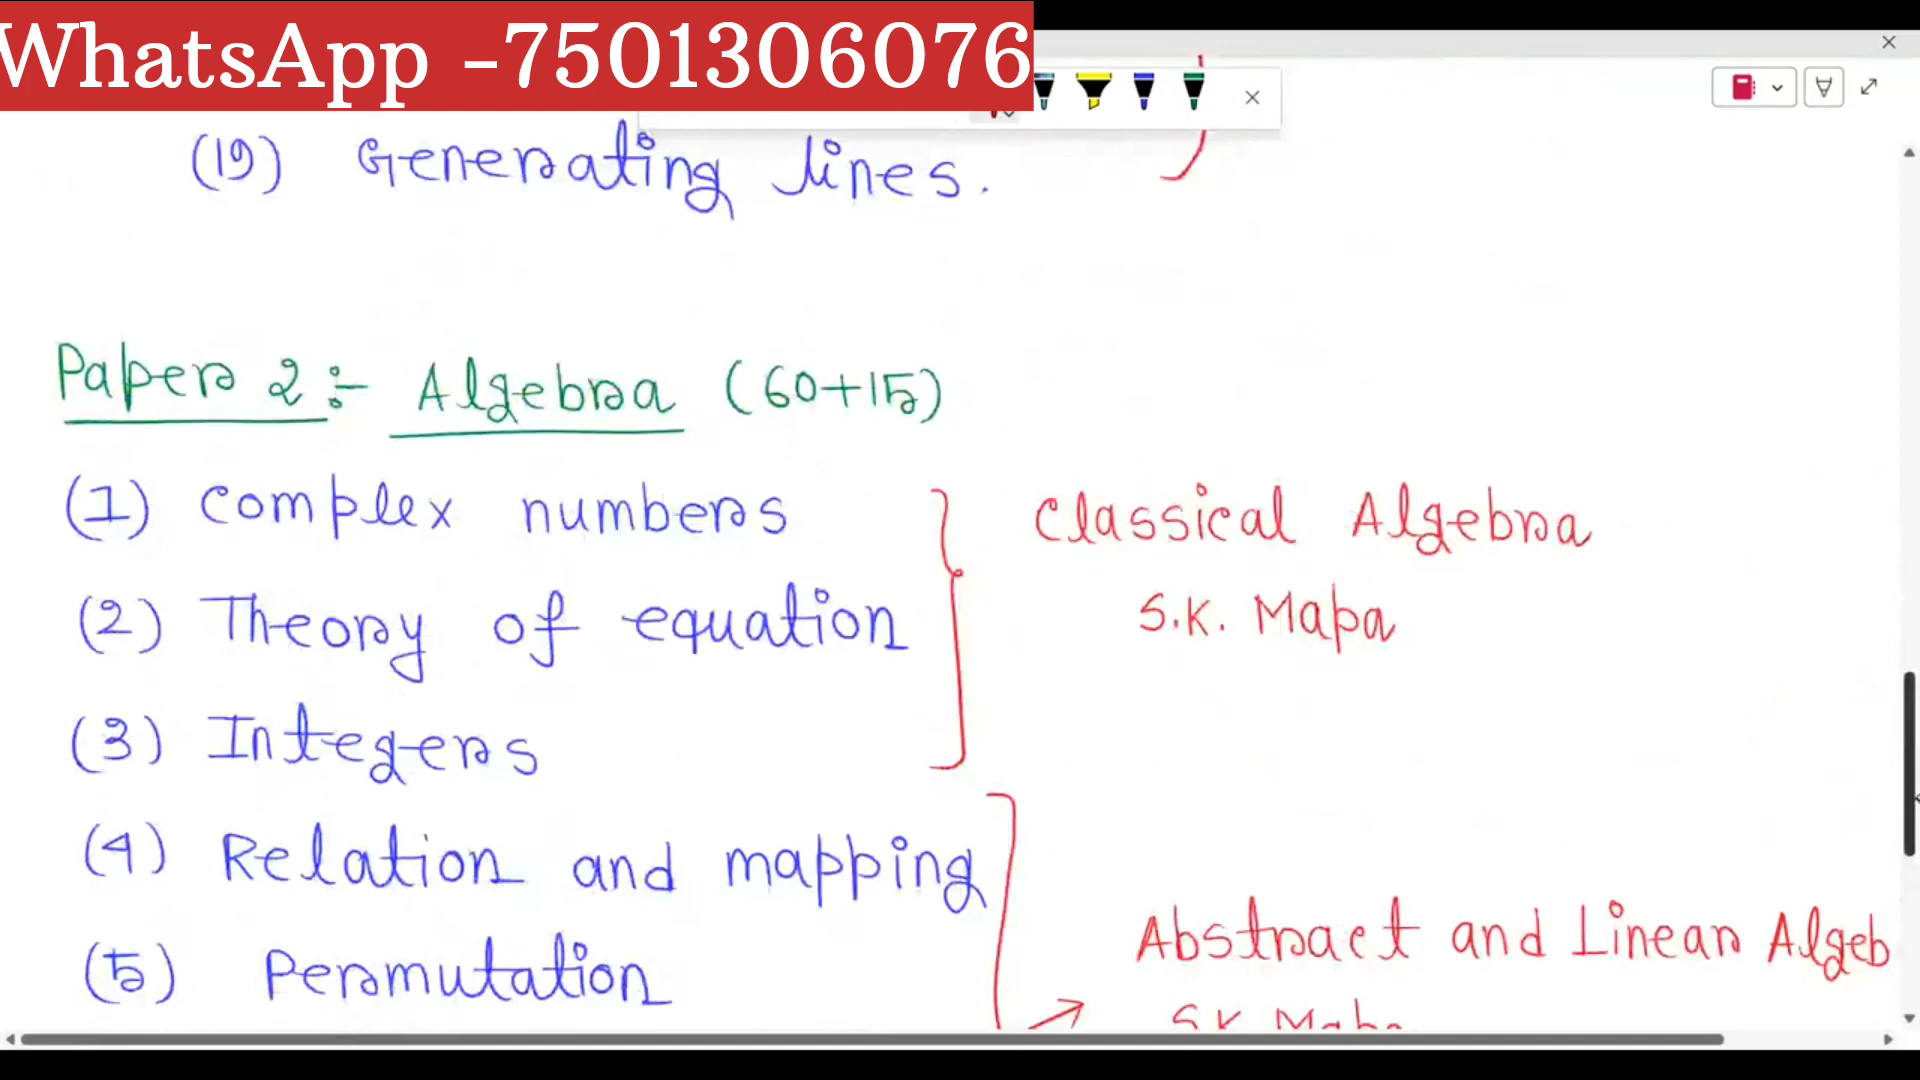 WhatsApp -7501306076
(19) Generating lines.
Paper 2 :- Algebra (60+15)
(1) Complex numbers
Classical Algebra
(2) Theory of equation
S.K. Mapa
(3) Integers
(4) Relation and mapping
Abstract and Linear Algeb
(5) Permutation
S.K Mapa